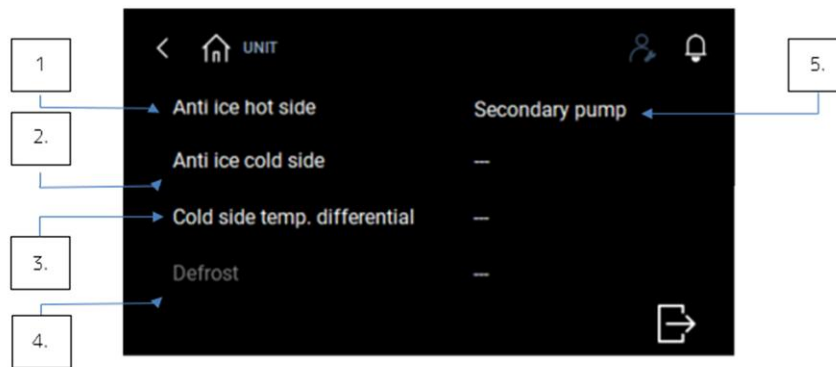 UNIT
1
5.
Anti ice hot side
Secondary pump
2.
Anti ice cold side
---
Cold side temp. differential
---
3.
Defrost
---
4.